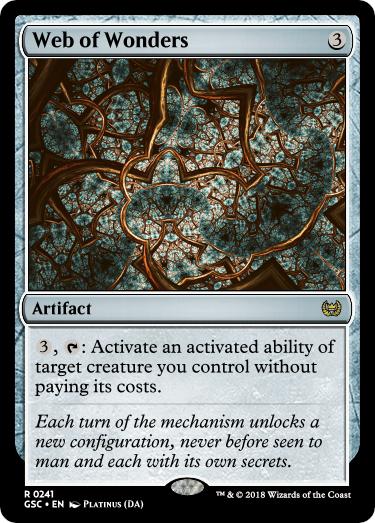 Web of Wonders 3
Artifact
3, : Activate an activated ability of
target creature you control without
paying its costs.
Each turn of the mechanism unlocks a
new configuration, never before seen to
man and each with its own secrets.
R 0241
GSC • EN PLATINUS (DA)
™ & © 2018 Wizards of the Coast